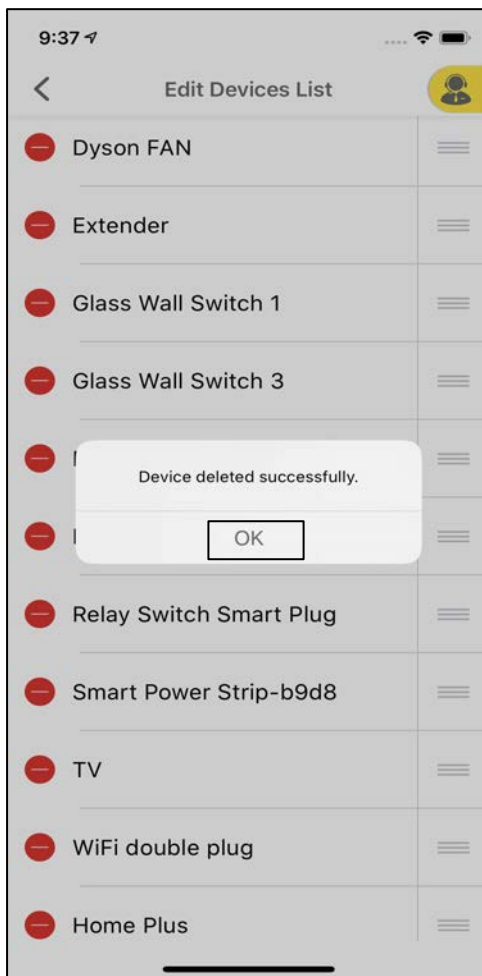 9:37
Edit Devices List
Dyson FAN
Extender
Glass Wall Switch 1
Glass Wall Switch 3
Device deleted successfully.
OK
Relay Switch Smart Plug
Smart Power Strip-b9d8
TV
WiFi double plug
Home Plus